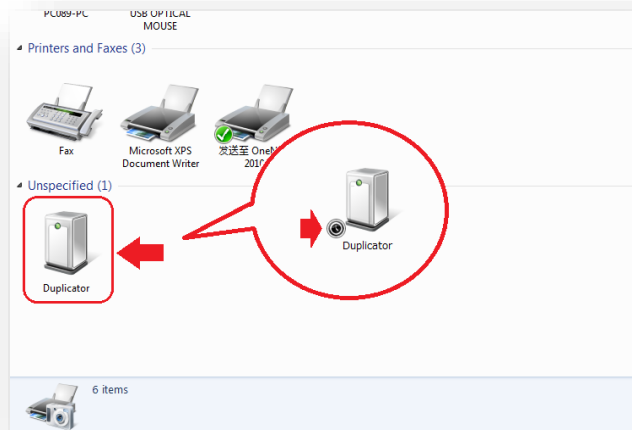 PC089-PC
USB OPTICAL
MOUSE
Printers and Faxes (3)
Fax
Microsoft XPS
Document Writer
发送至 OneN
2010
Unspecified (1)
Duplicator
Duplicator
6 items